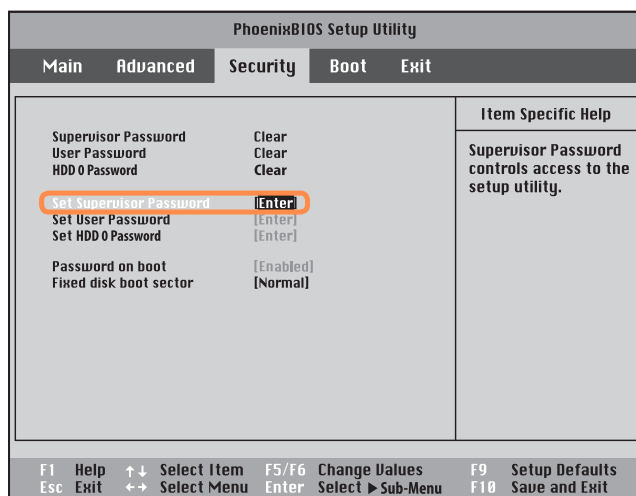 PhoenixBIOS Setup Utility
Main Advanced Security Boot Exit
Item Specific Help
Supervisor Password controls access to the setup utility.
Supervisor Password Clear
User Password Clear
HDD 0 Password Clear
Set Supervisor Password [Enter]
Set User Password [Enter]
Set HDD 0 Password [Enter]
Password on boot [Enabled]
Fixed disk boot sector [Normal]
F1 Help ↑↓ Select Item F5/F6 Change Values F9 Setup Defaults
Esc Exit ←→ Select Menu Enter Select ▶Sub-Menu F10 Save and Exit